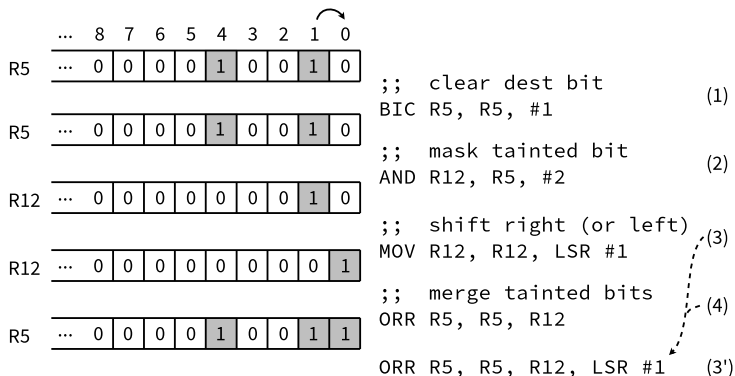 ... 8 7 6 5 4 3 2 1 0
R5 ... 0 0 0 0 1 0 0 1 0
;; clear dest bit
BIC R5, R5, #1 (1)
R5 ... 0 0 0 0 1 0 0 1 0
;; mask tainted bit
AND R12, R5, #2 (2)
R12 ... 0 0 0 0 0 0 0 1 0
;; shift right (or left)
MOV R12, R12, LSR #1 (3)
R12 ... 0 0 0 0 0 0 0 0 1
;; merge tainted bits
ORR R5, R5, R12 (4)
R5 ... 0 0 0 0 1 0 0 1 1
ORR R5, R5, R12, LSR #1 (3')